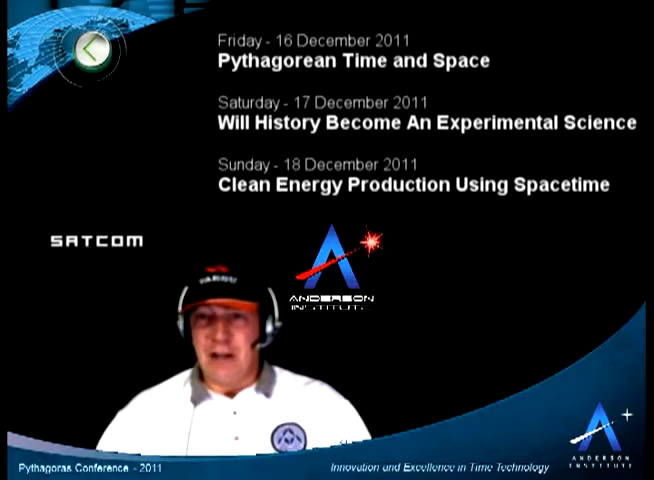 Friday - 16 December 2011
Pythagorean Time and Space
Saturday - 17 December 2011
Will History Become An Experimental Science
Sunday - 18 December 2011
Clean Energy Production Using Spacetime
SATCOM
ANDERSON
INSTITUTE
Pythagoras Conference - 2011
Innovation and Excellence in Time Technology
ANDERSON
INSTITUTE